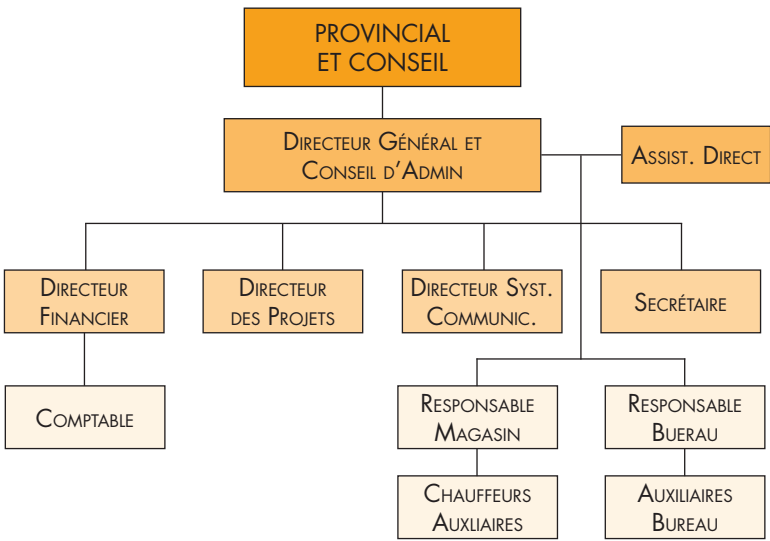 PROVINCIAL
ET CONSEIL
DIRECTEUR GÉNÉRAL ET
CONSEIL D'ADMIN
ASSIST. DIRECT
DIRECTEUR
FINANCIER
DIRECTEUR
DES PROJETS
DIRECTEUR SYST.
COMMUNIC.
SECRÉTAIRE
COMPTABLE
RESPONSABLE
MAGASIN
RESPONSABLE
BUERAU
CHAUFFEURS
AUXLIAIRES
AUXILIAIRES
BUREAU